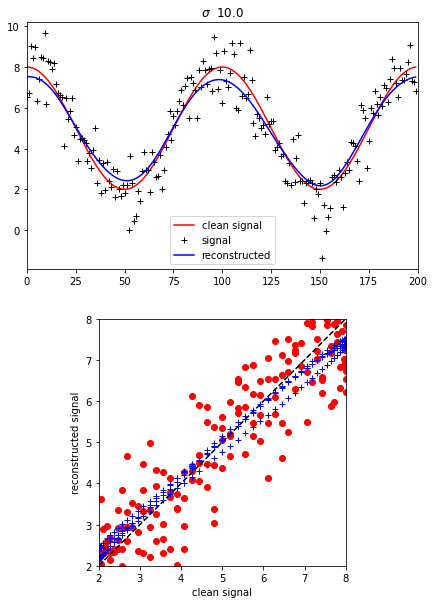 σ 10.0
10
8
6
4
2
0
0 25 50 75 100 125 150 175 200
clean signal
signal
reconstructed
8
7
6
5
4
3
2
reconstructed signal
2 3 4 5 6 7 8
clean signal